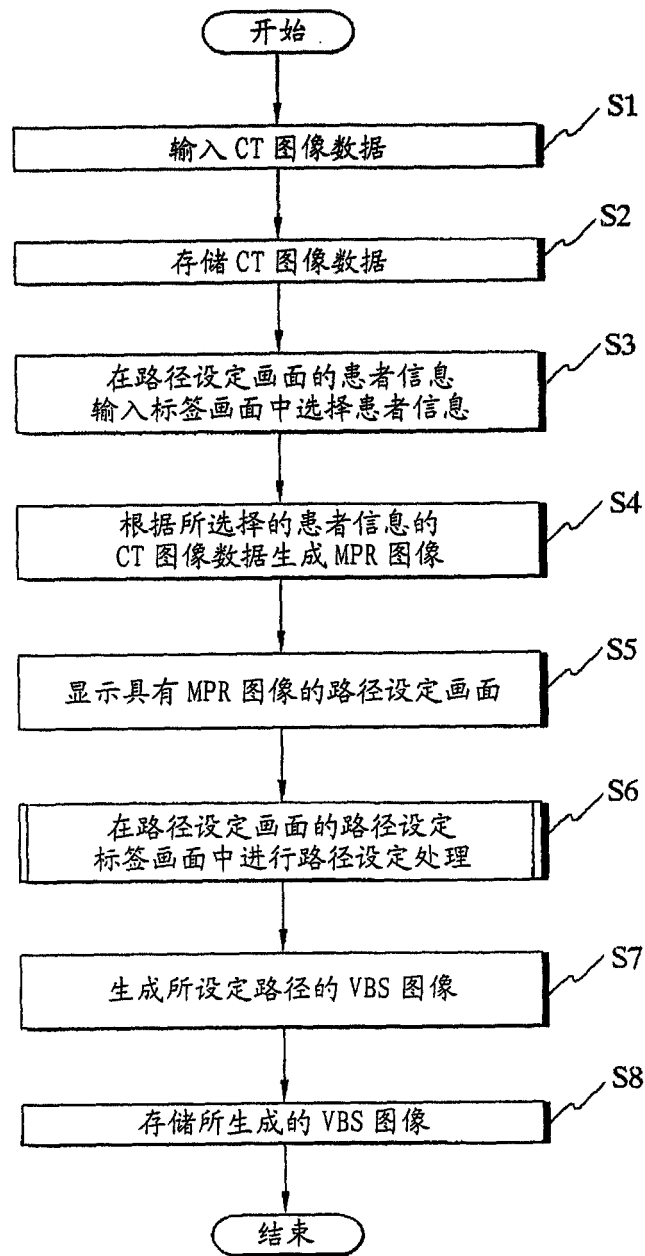 开始
S1
输入 CT 图像数据
S2
存储 CT 图像数据
S3
在路径设定画面的患者信息
输入标签画面中选择患者信息
S4
根据所选择的患者信息的
CT 图像数据生成 MPR 图像
S5
显示具有 MPR 图像的路径设定画面
S6
在路径设定画面的路径设定
标签画面中进行路径设定处理
S7
生成所设定路径的 VBS 图像
S8
存储所生成的 VBS 图像
结束